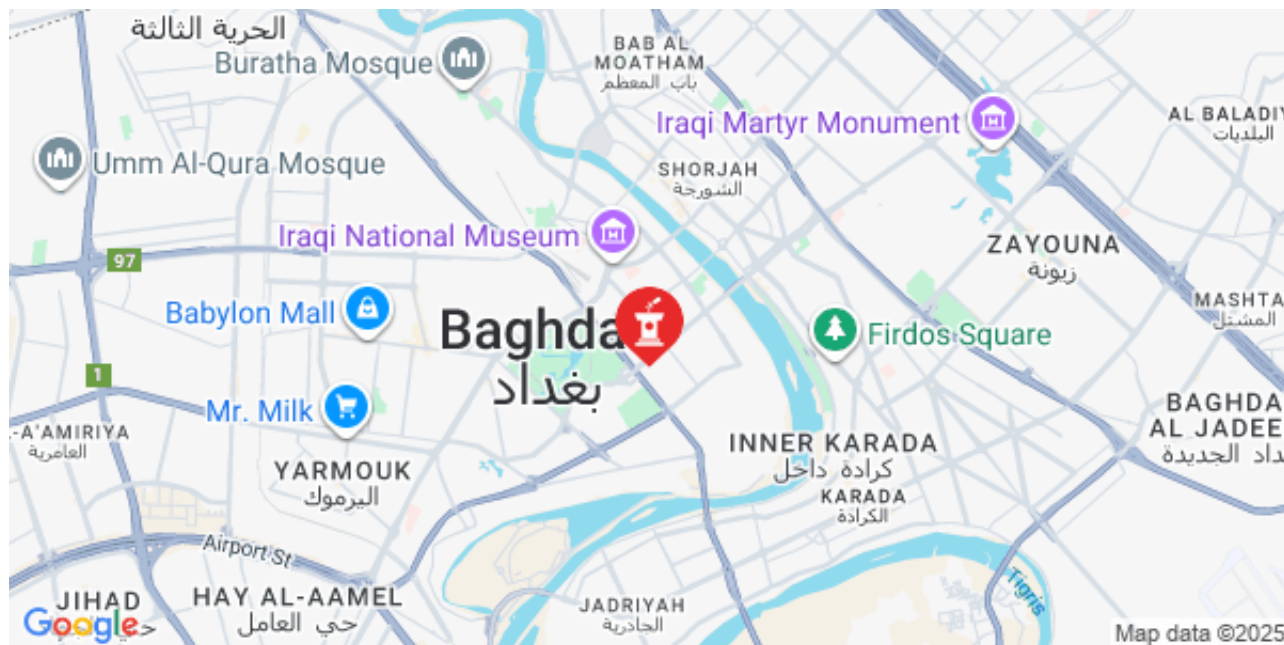 الحرية الثالثة
Buratha Mosque
BAB AL
MOATHAM
باب المعظم
Iraqi Martyr Monument
AL BALADIY
البلديات
Umm Al-Qura Mosque
SHORJAH
الشورجة
Iraqi National Museum
ZAYOUNA
زيونة
97
Babylon Mall
MASHTA
المشتل
Baghda
بغداد
Firdos Square
1
Mr. Milk
BAGHDA
AL JADEE
داد الجديدة
-A'AMIRIYA
العامرية
INNER KARADA
كرادة داخل
YARMOUK
اليرموك
KARADA
الكرادة
Airport St
Tigris
JIHAD
HAY AL-AAMEL
حي العامل
JADRIYAH
الجادرية
Google
Map data ©2025